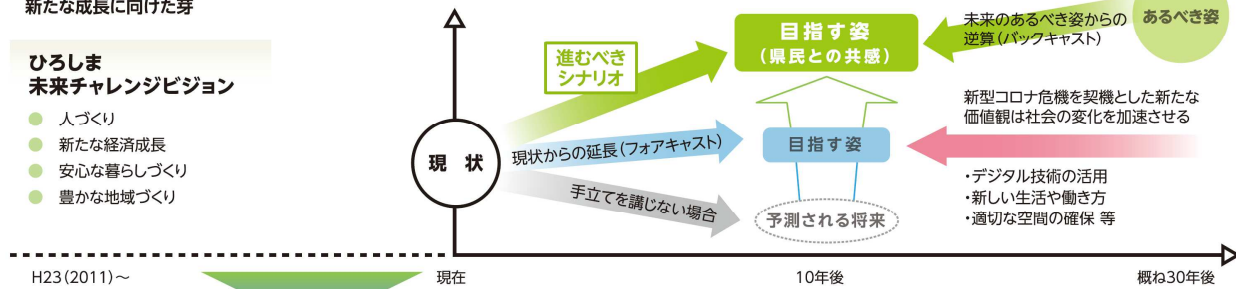 新たな成長に向けた芽
ひろしま
未来チャレンジビジョン
人づくり
新たな経済成長
安心な暮らしづくり
豊かな地域づくり
現 状
進むべき
シナリオ
現状からの延長(フォアキャスト)
手立てを講じない場合
目指す姿
(県民との共感)
目指す姿
予測される将来
未来のあるべき姿からの
逆算(バックキャスト)
あるべき姿
新型コロナ危機を契機とした新たな
価値観は社会の変化を加速させる
・デジタル技術の活用
・新しい生活や働き方
・適切な空間の確保 等
H23(2011)～
現在
10年後
概ね30年後